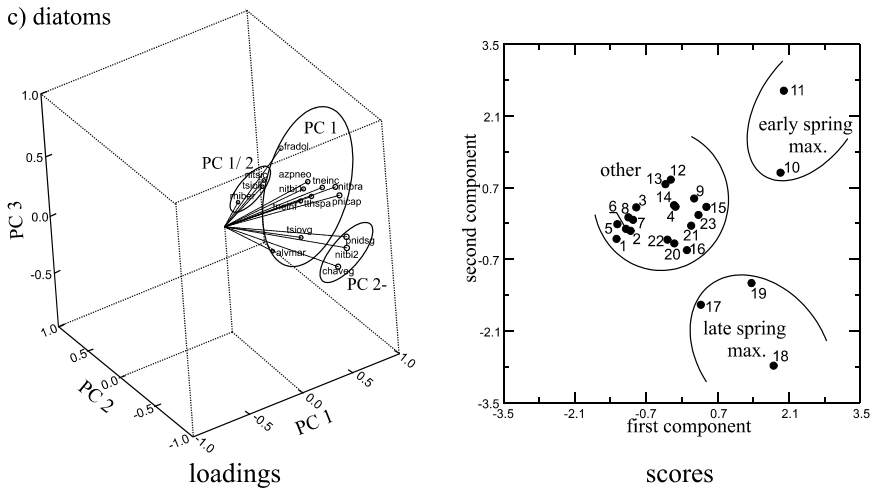 c) diatoms
1.0
0.5
0.0
-0.5
1.0
PC 3
0.5
0.0
-0.5
-1.0
PC 2
-1.0
-0.5
0.0
0.5
1.0
PC 1
PC 1
PC 1/ 2
PC 2-
fradol
azpneo
tneinc
nitbra
pnicap
thspa
tsiovg
alvmar
pnidsg
nitbi2
chaveg
loadings
3.5
2.1
0.7
-0.7
-2.1
-3.5
second component
-3.5
-2.1
-0.7
0.7
2.1
3.5
first component
11
early spring
max.
10
other
12
13
9
14
3
15
6
8
4
7
23
5
2
21
1
22
20
16
19
17
late spring
max.
18
scores